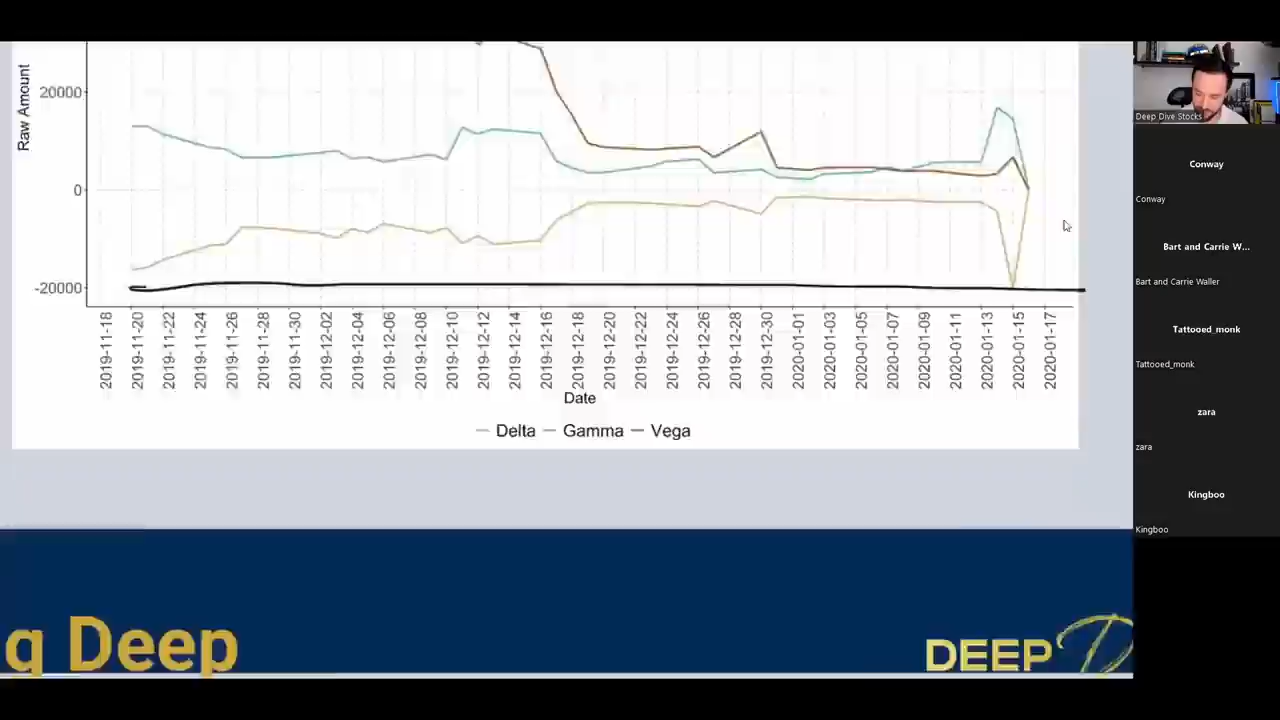 Raw Amount
20000
0
-20000
2019-11-18
2019-11-20
2019-11-22
2019-11-24
2019-11-26
2019-11-28
2019-11-30
2019-12-02
2019-12-04
2019-12-06
2019-12-08
2019-12-10
2019-12-12
2019-12-14
2019-12-16
2019-12-18
2019-12-20
2019-12-22
2019-12-24
2019-12-26
2019-12-28
2019-12-30
2020-01-01
2020-01-03
2020-01-05
2020-01-07
2020-01-09
2020-01-11
2020-01-13
2020-01-15
2020-01-17
Date
Delta Gamma Vega
g Deep
DEEP D
Deep Dive Stocks
Conway
Conway
Bart and Carrie W...
Bart and Carrie Waller
Tattooed_monk
Tattooed_monk
zara
zara
Kingboo
Kingboo